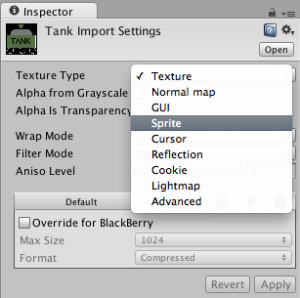 Inspector
TANK
Tank Import Settings
Open
Texture Type
Alpha from Grayscale
Alpha Is Transparency
Wrap Mode
Filter Mode
Aniso Level
✓ Texture
Normal map
GUI
Sprite
Cursor
Reflection
Cookie
Lightmap
Advanced
Default
Override for BlackBerry
Max Size 1024
Format Compressed
Revert Apply